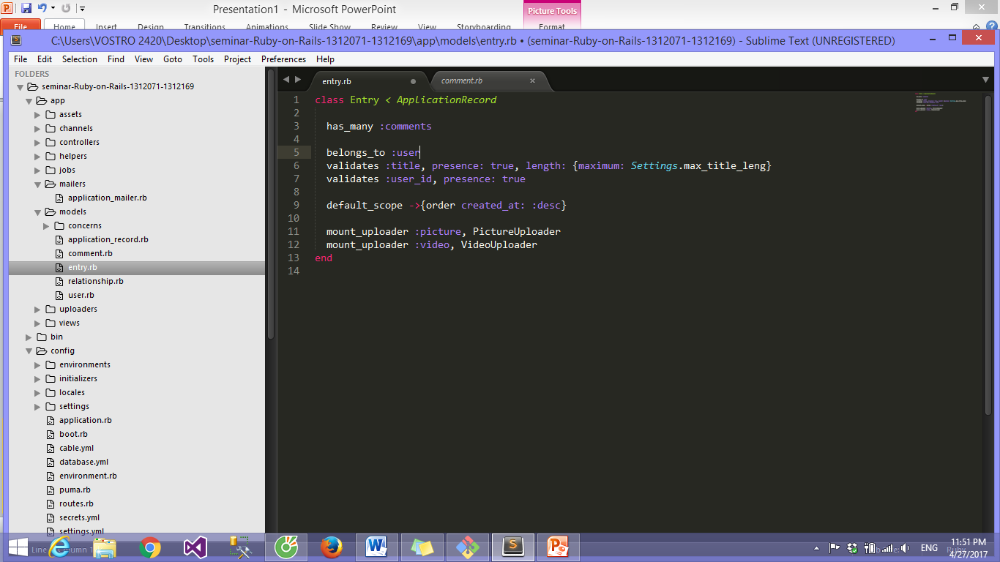 Presentation1 - Microsoft PowerPoint
Picture Tools
File Home Insert Design Transitions Animations Slide Show Review View Storyboarding Format
C:\Users\VOSTRO 2420\Desktop\seminar-Ruby-on-Rails-1312071-1312169\app\models\entry.rb • (seminar-Ruby-on-Rails-1312071-1312169) - Sublime Text (UNREGISTERED)
File Edit Selection Find View Goto Tools Project Preferences Help
FOLDERS
seminar-Ruby-on-Rails-1312071-1312169
app
assets
channels
controllers
helpers
jobs
mailers
application_mailer.rb
models
concerns
application_record.rb
comment.rb
entry.rb
relationship.rb
user.rb
uploaders
views
bin
config
environments
initializers
locales
settings
application.rb
boot.rb
cable.yml
database.yml
environment.rb
puma.rb
routes.rb
secrets.yml
settings.yml
entry.rb
comment.rb
1 class Entry < ApplicationRecord
2
3 has_many :comments
4
5 belongs_to :user
6 validates :title, presence: true, length: {maximum: Settings.max_title_leng}
7 validates :user_id, presence: true
8
9 default_scope ->{order created_at: :desc}
10
11 mount_uploader :picture, PictureUploader
12 mount_uploader :video, VideoUploader
13 end
14
ENG
11:51 PM
4/27/2017